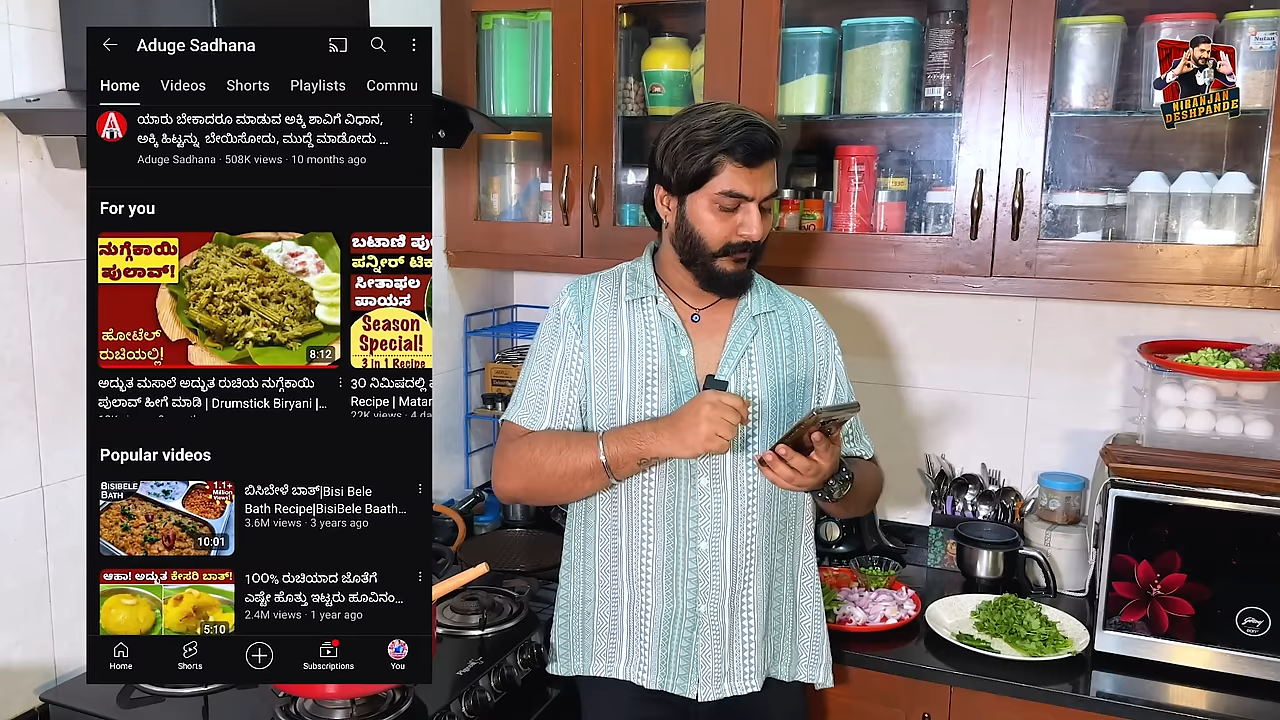 Aduge Sadhana
Home Videos Shorts Playlists Commu
ಯಾರು ಬೇಕಾದರೂ ಮಾಡುವ ಅಕ್ಕಿ ಶಾವಿಗೆ ವಿಧಾನ,
ಅಕ್ಕಿ ಹಿಟ್ಟನ್ನು ಬೇಯಿಸೋದು, ಮುದ್ದೆ ಮಾಡೋದು ...
Aduge Sadhana · 508K views · 10 months ago
For you
ನುಗ್ಗೆಕಾಯಿ
ಪುಲಾವ್!
ಹೋಟೆಲ್
ರುಚಿಯಲ್ಲಿ!
8:12
ಅದ್ಭುತ ಮಸಾಲೆ ಅದ್ಭುತ ರುಚಿಯ ನುಗ್ಗೆಕಾಯಿ
ಪುಲಾವ್ ಹೀಗೆ ಮಾಡಿ | Drumstick Biryani |...
ಬಟಾಣಿ ಪು
ಪನ್ನೀರ್ ಟಿಕ
ಸೀತಾಫಲ
ಪಾಯಸ
Season
Special!
3 in 1 Recipe
30 ನಿಮಿಷದಲ್ಲಿ
Recipe | Matar
22K views · 4 da
Popular videos
BISIBELE
BATH
1.1+
Million
Views!
10:01
ಬಿಸಿಬೇಳೆ ಬಾತ್|Bisi Bele
Bath Recipe|BisiBele Baath...
3.6M views · 3 years ago
ಆಹಾ! ಅದ್ಭುತ ಕೇಸರಿ ಬಾತ್!
5:10
100% ರುಚಿಯಾದ ಜೊತೆಗೆ
ಎಷ್ಟೇ ಹೊತ್ತು ಇಟ್ಟರು ಹೂವಿನಂ...
2.4M views · 1 year ago
Home Shorts Subscriptions You
NIRANJAN
DESHPANDE
Godrej